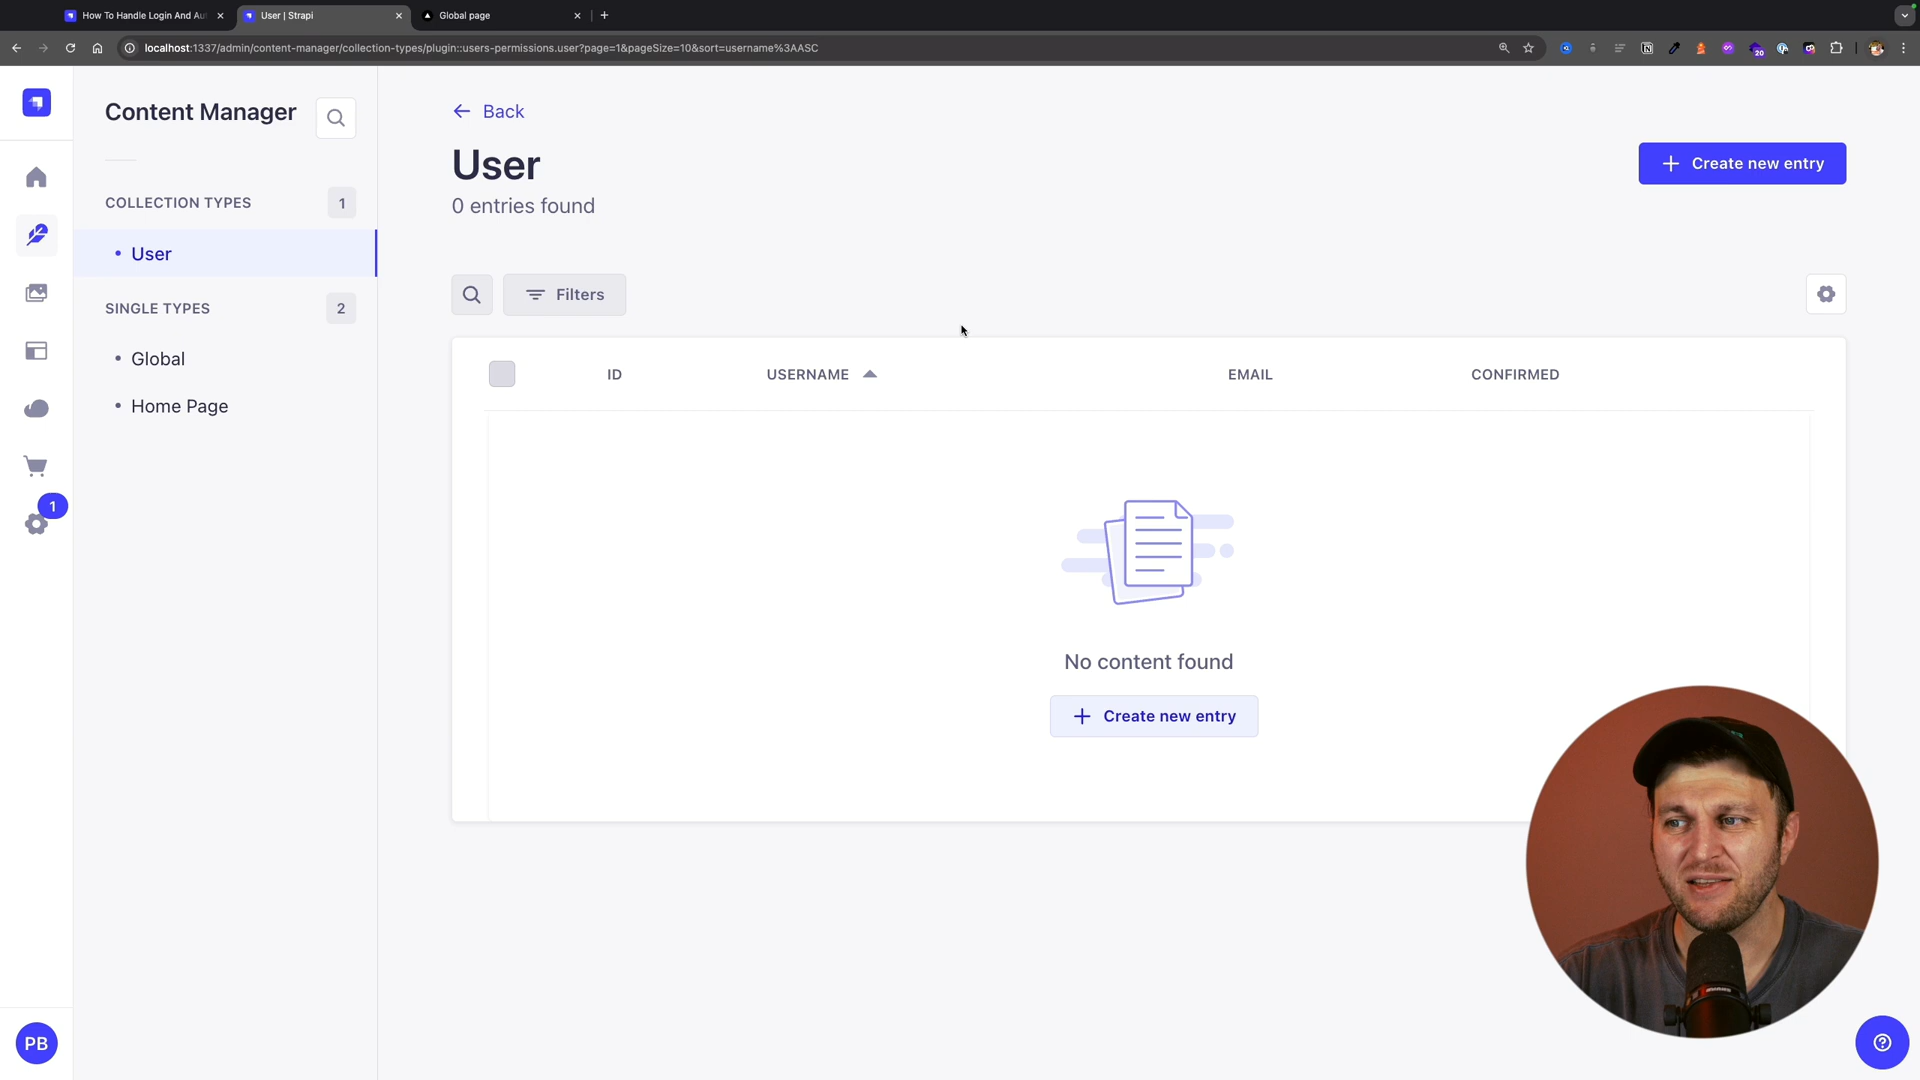 How To Handle Login And Au
User | Strapi
Global page
localhost:1337/admin/content-manager/collection-types/plugin::users-permissions.user?page=1&pageSize=10&sort=username%3AASC
20
Content Manager
COLLECTION TYPES 1
User
SINGLE TYPES 2
Global
Home Page
1
PB
Back
User
0 entries found
Create new entry
Filters
ID USERNAME EMAIL CONFIRMED
No content found
Create new entry